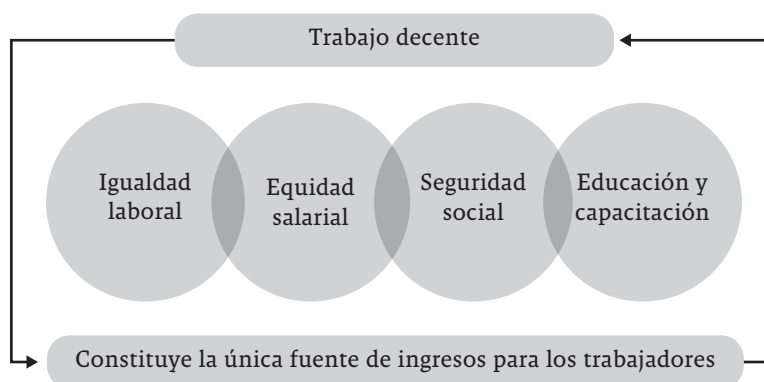 Trabajo decente
Igualdad
laboral
Equidad
salarial
Seguridad
social
Educación y
capacitación
Constituye la única fuente de ingresos para los trabajadores